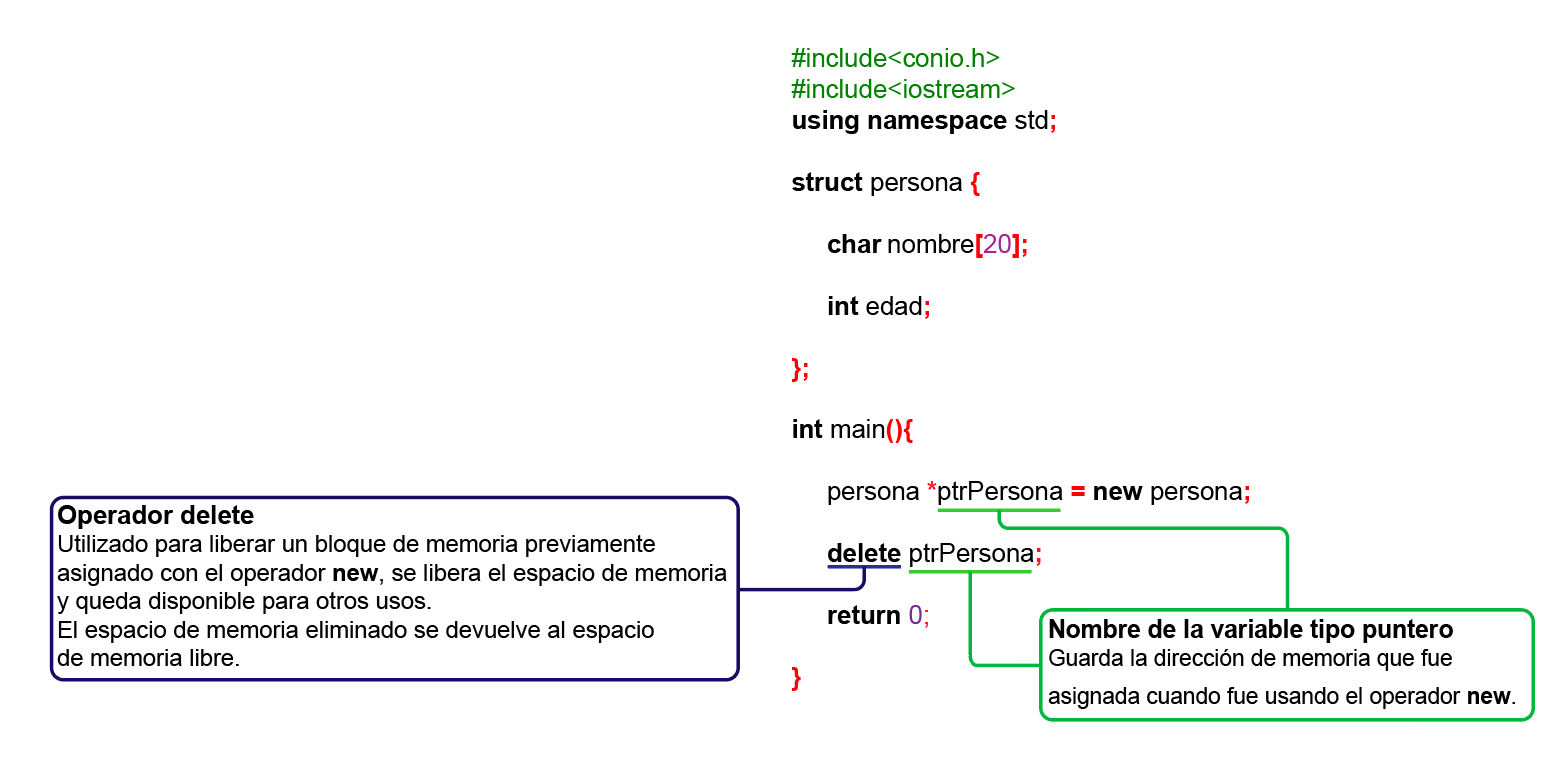 #include<conio.h>
#include<iostream>
using namespace std;
struct persona {
char nombre[20];
int edad;
};
int main(){
persona *ptrPersona = new persona;
delete ptrPersona;
return 0;
}
Operador delete
Utilizado para liberar un bloque de memoria previamente
asignado con el operador new, se libera el espacio de memoria
y queda disponible para otros usos.
El espacio de memoria eliminado se devuelve al espacio
de memoria libre.
Nombre de la variable tipo puntero
Guarda la dirección de memoria que fue
asignada cuando fue usando el operador new.